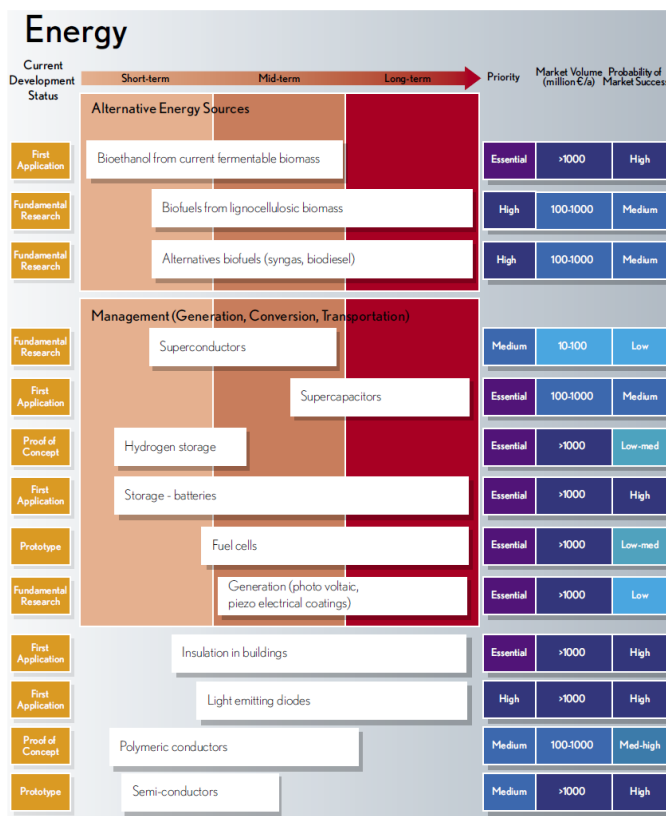 Energy
Current
Development
Status
Short-term
Mid-term
Long-term
Priority
Market Volume
(million €/a)
Probability of
Market Success
Alternative Energy Sources
First
Application
Bioethanol from current fermentable biomass
Essential
>1000
High
Fundamental
Research
Biofuels from lignocellulosic biomass
High
100-1000
Medium
Fundamental
Research
Alternatives biofuels (syngas, biodiesel)
High
100-1000
Medium
Management (Generation, Conversion, Transportation)
Fundamental
Research
Superconductors
Medium
10-100
Low
First
Application
Supercapacitors
Essential
100-1000
Medium
Proof of
Concept
Hydrogen storage
Essential
>1000
Low-med
First
Application
Storage - batteries
Essential
>1000
High
Prototype
Fuel cells
Essential
>1000
Low-med
Fundamental
Research
Generation (photo voltaic,
piezo electrical coatings)
Essential
>1000
Low
First
Application
Insulation in buildings
Essential
>1000
High
First
Application
Light emitting diodes
High
>1000
High
Proof of
Concept
Polymeric conductors
Medium
100-1000
Med-high
Prototype
Semi-conductors
Medium
>1000
High